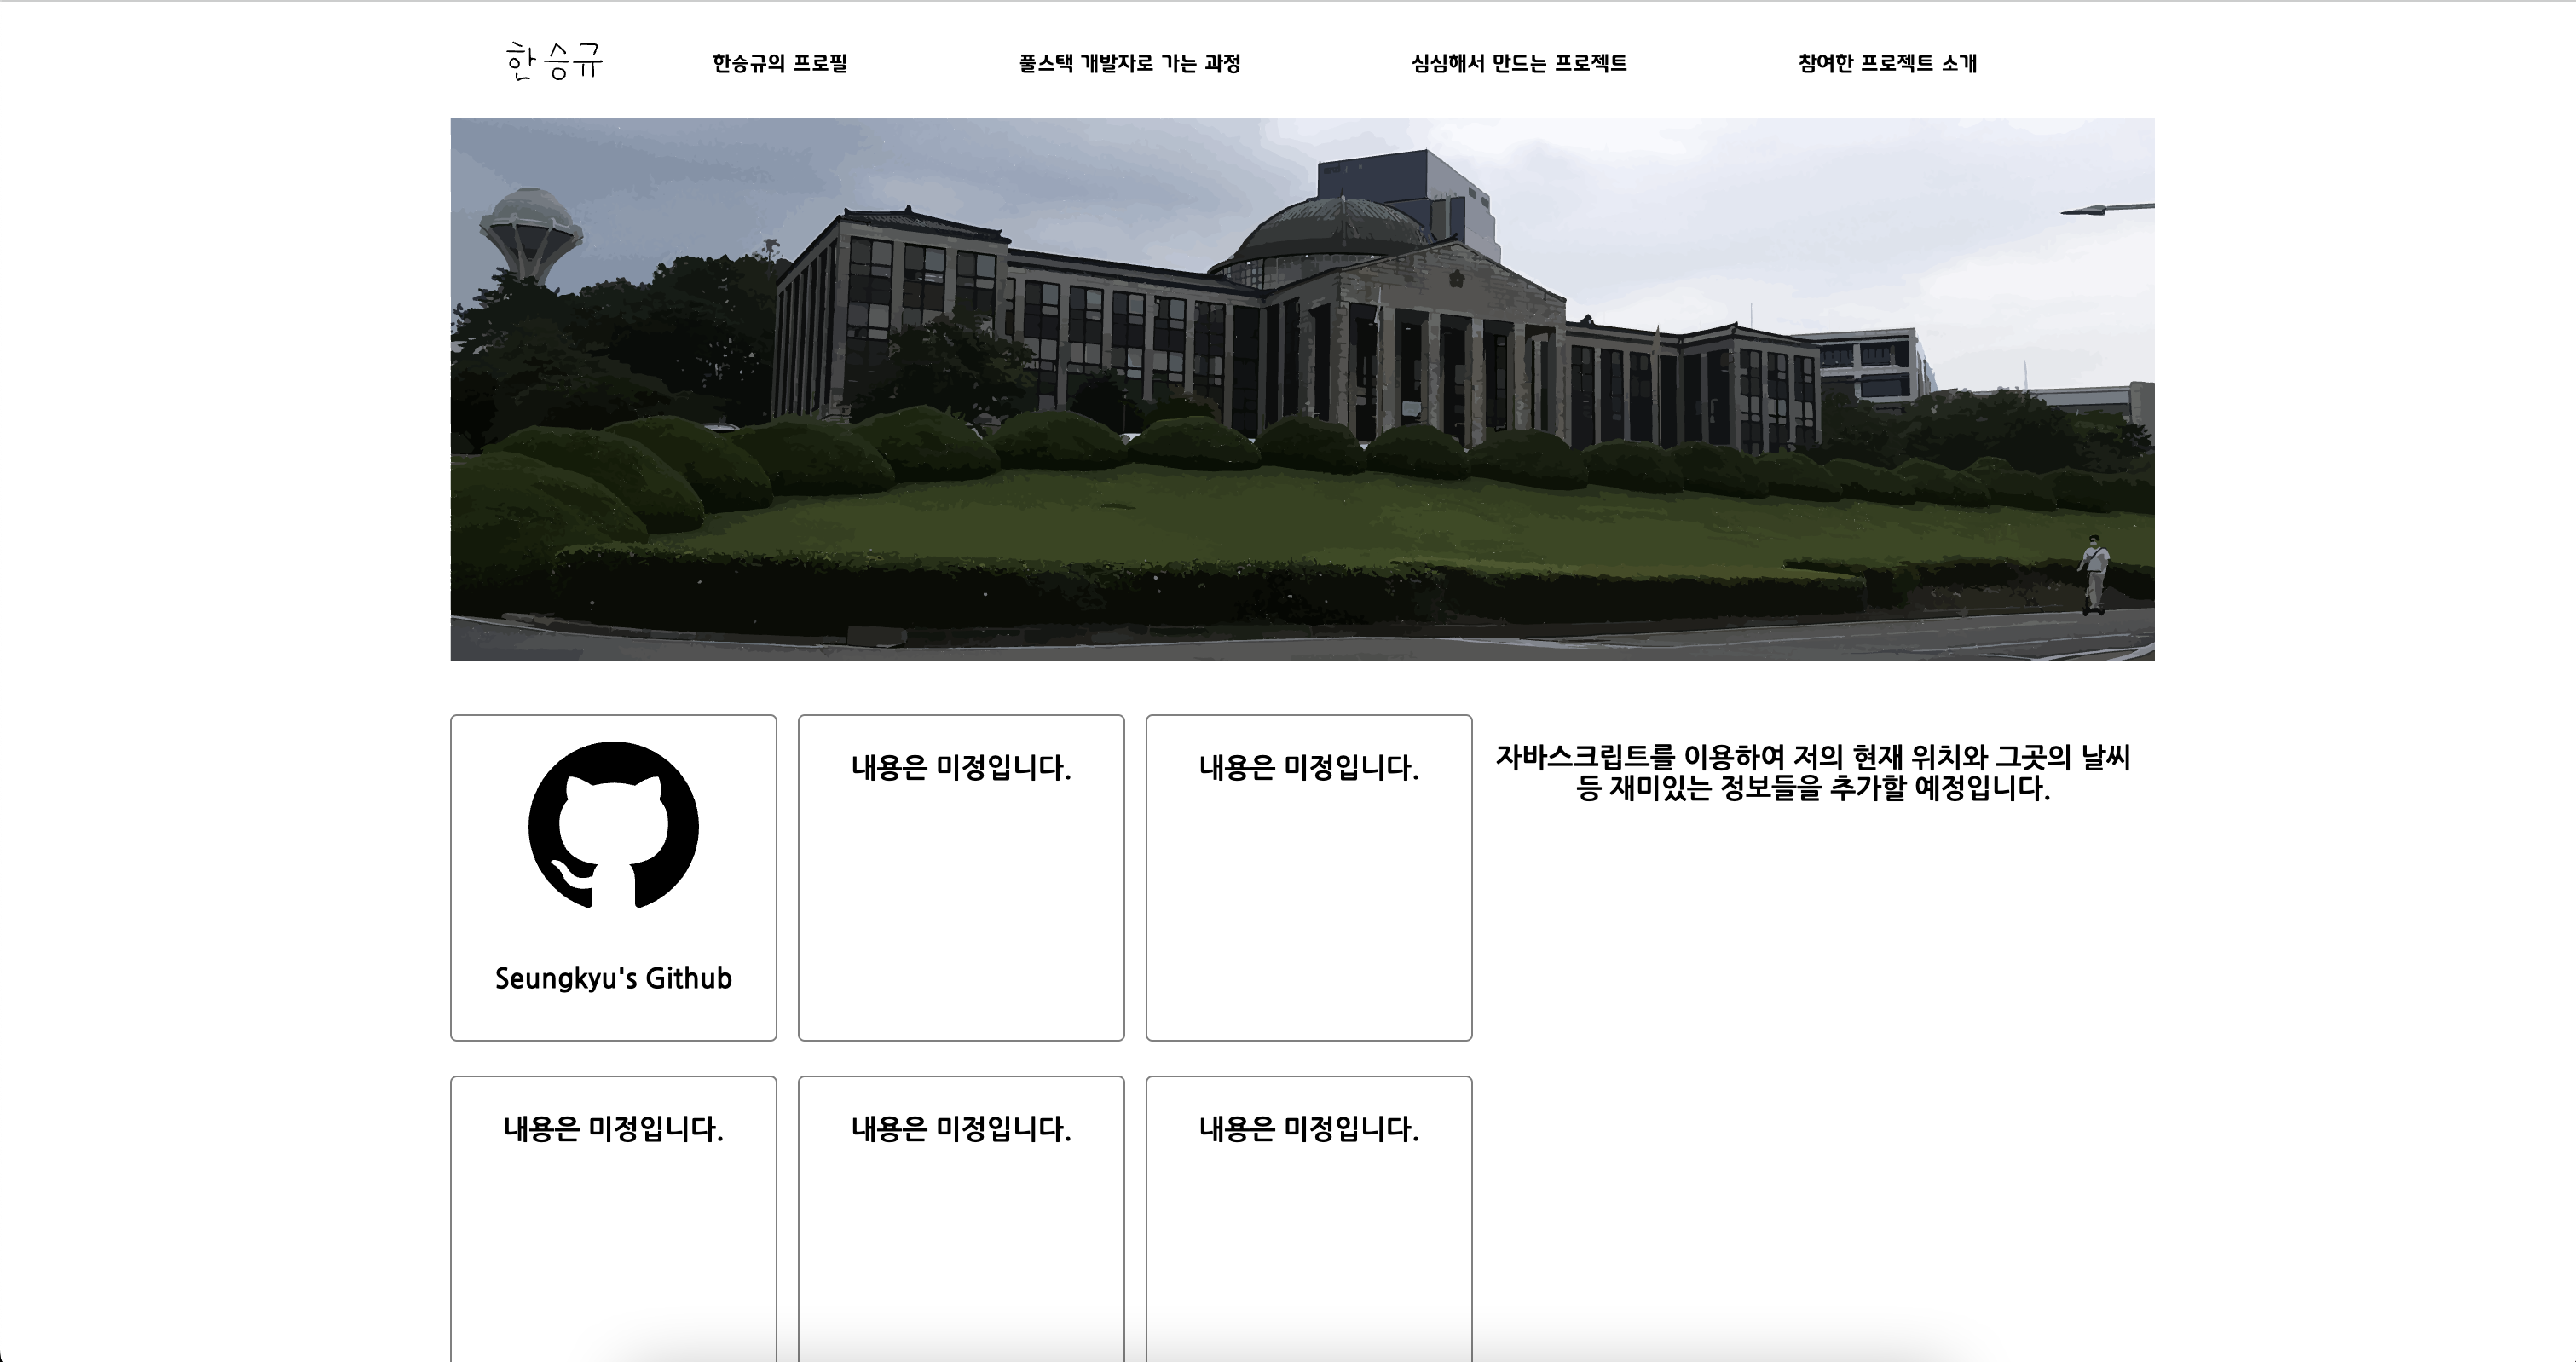 한승규
한승규의 프로필
풀스택 개발자로 가는 과정
심심해서 만드는 프로젝트
참여한 프로젝트 소개
Seungkyu's Github
내용은 미정입니다.
내용은 미정입니다.
자바스크립트를 이용하여 저의 현재 위치와 그곳의 날씨
등 재미있는 정보들을 추가할 예정입니다.
내용은 미정입니다.
내용은 미정입니다.
내용은 미정입니다.